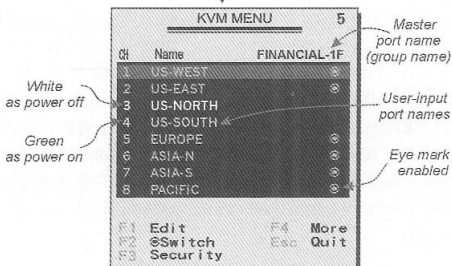 KVM MENU 5
CH Name FINANCIAL-1F
1 US-WEST
2 US-EAST
3 US-NORTH
4 US-SOUTH
5 EUROPE
6 ASIA-N
7 ASIA-S
8 PACIFIC
F1 Edit F4 More
F2 Switch Esc Quit
F3 Security
White
as power off
Green
as power on
Master
port name
(group name)
User-input
port names
Eye mark
enabled